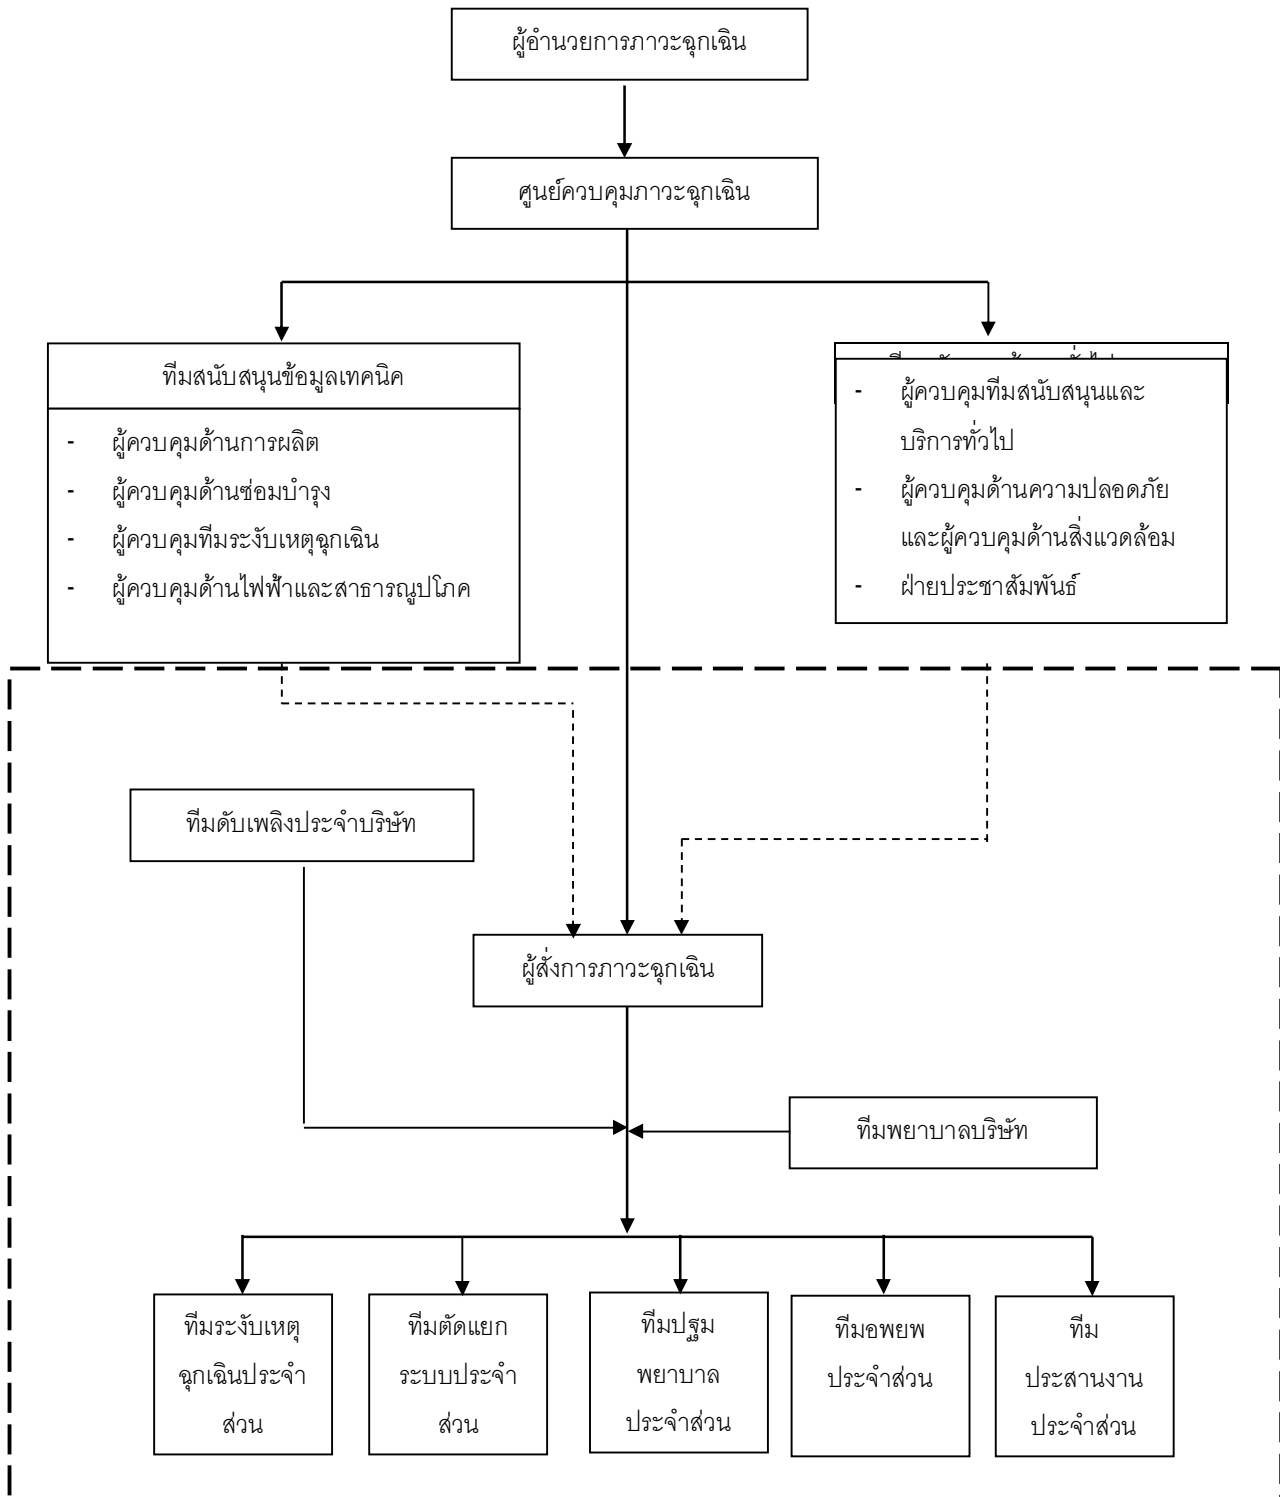 ผู้อำนวยการภาวะฉุกเฉิน
ศูนย์ควบคุมภาวะฉุกเฉิน
ทีมสนับสนุนข้อมูลเทคนิค
- ผู้ควบคุมด้านการผลิต
- ผู้ควบคุมด้านซ่อมบำรุง
- ผู้ควบคุมทีมระงับเหตุฉุกเฉิน
- ผู้ควบคุมด้านไฟฟ้าและสาธารณูปโภค
- ผู้ควบคุมทีมสนับสนุนและ
บริการทั่วไป
- ผู้ควบคุมด้านความปลอดภัย
และผู้ควบคุมด้านสิ่งแวดล้อม
- ฝ่ายประชาสัมพันธ์
ทีมดับเพลิงประจำบริษัท
ผู้สั่งการภาวะฉุกเฉิน
ทีมพยาบาลบริษัท
ทีมระงับเหตุ
ฉุกเฉินประจำ
ส่วน
ทีมตัดแยก
ระบบประจำ
ส่วน
ทีมปฐม
พยาบาล
ประจำส่วน
ทีมอพยพ
ประจำส่วน
ทีม
ประสานงาน
ประจำส่วน